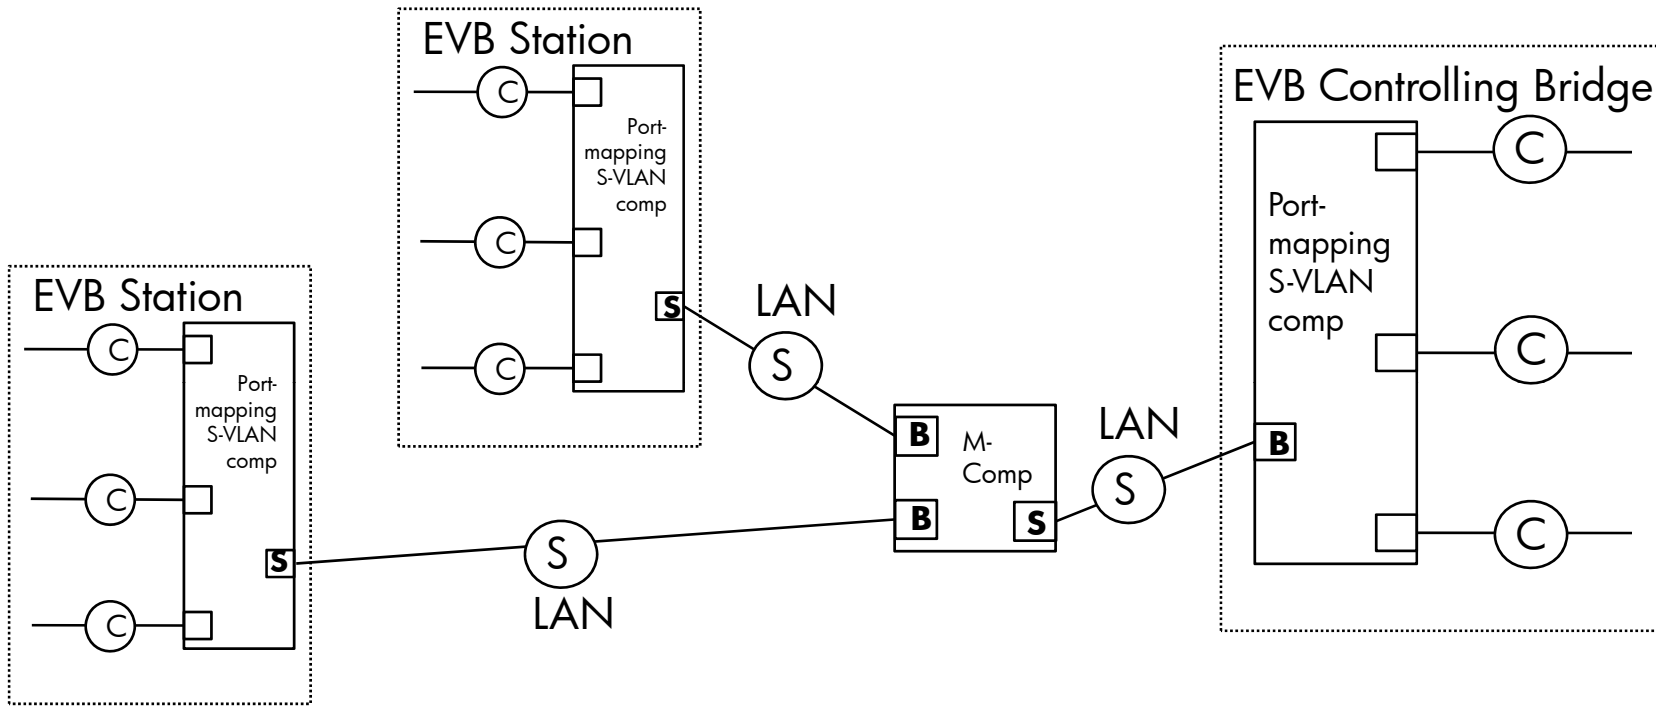 EVB Station
C
Port-
mapping
S-VLAN
comp
C
S
C
EVB Station
C
Port-
mapping
S-VLAN
comp
C
S
C
LAN
S
S
LAN
B
M-
Comp
B
S
LAN
S
EVB Controlling Bridge
C
Port-
mapping
S-VLAN
comp
C
B
C